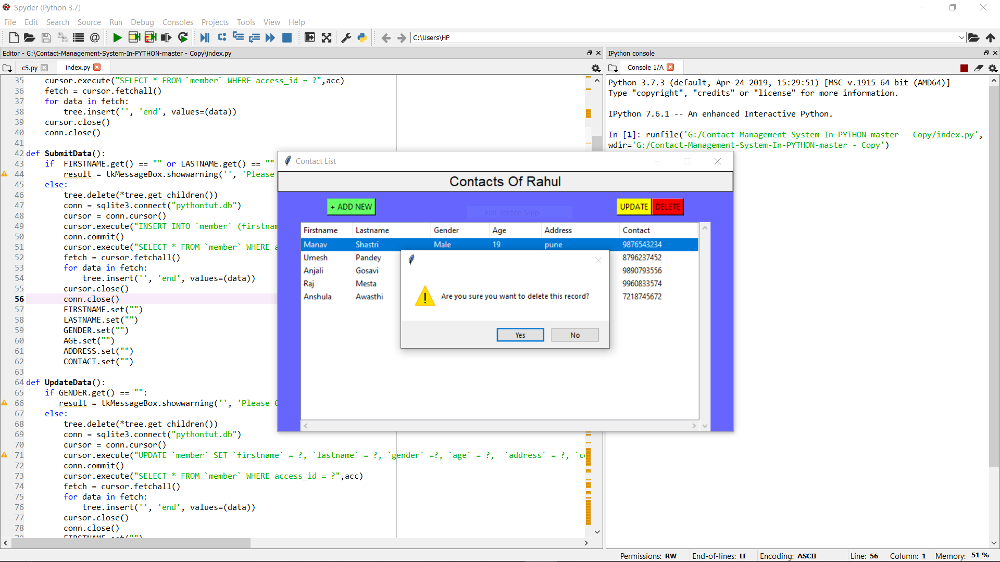 Spyder (Python 3.7)
File Edit Search Source Run Debug Consoles Projects Tools View Help
C:\Users\HP
Editor - G:\Contact-Management-System-In-PYTHON-master - Copy\index.py
c5.py index.py
35 cursor.execute("SELECT * FROM `member` WHERE access_id = ?",acc)
36 fetch = cursor.fetchall()
37 for data in fetch:
38 tree.insert('', 'end', values=(data))
39 cursor.close()
40 conn.close()
41
42 def SubmitData():
43 if FIRSTNAME.get() == "" or LASTNAME.get() == ""
44 result = tkMessageBox.showwarning('', 'Please
45 else:
46 tree.delete(*tree.get_children())
47 conn = sqlite3.connect("pythontut.db")
48 cursor = conn.cursor()
49 cursor.execute("INSERT INTO `member` (firstnam
50 conn.commit()
51 cursor.execute("SELECT * FROM `member` WHERE a
52 fetch = cursor.fetchall()
53 for data in fetch:
54 tree.insert('', 'end', values=(data))
55 cursor.close()
56 conn.close()
57 FIRSTNAME.set("")
58 LASTNAME.set("")
59 GENDER.set("")
60 AGE.set("")
61 ADDRESS.set("")
62 CONTACT.set("")
63
64 def UpdateData():
65 if GENDER.get() == "":
66 result = tkMessageBox.showwarning('', 'Please
67 else:
68 tree.delete(*tree.get_children())
69 conn = sqlite3.connect("pythontut.db")
70 cursor = conn.cursor()
71 cursor.execute("UPDATE `member` SET `firstname` = ?, `lastname` = ?, `gender` =?, `age` = ?,  `address` = ?,
72 conn.commit()
73 cursor.execute("SELECT * FROM `member` WHERE access_id = ?",acc)
74 fetch = cursor.fetchall()
75 for data in fetch:
76 tree.insert('', 'end', values=(data))
77 cursor.close()
78 conn.close()
IPython console
Console 1/A
Python 3.7.3 (default, Apr 24 2019, 15:29:51) [MSC v.1915 64 bit (AMD64)]
Type "copyright", "credits" or "license" for more information.
IPython 7.6.1 -- An enhanced Interactive Python.
In [1]: runfile('G:/Contact-Management-System-In-PYTHON-master - Copy/index.py',
wdir='G:/Contact-Management-System-In-PYTHON-master - Copy')
Contact List
Contacts Of Rahul
+ ADD NEW UPDATE DELETE
Full-screen Snip
Firstname Lastname Gender Age Address Contact
Manav Shastri Male 19 pune 9876543234
Umesh Pandey 8796237452
Anjali Gosavi 9890793556
Raj Mesta 9960833574
Anshula Awasthi 7218745672
Are you sure you want to delete this record?
Yes No
Permissions: RW End-of-lines: LF Encoding: ASCII Line: 56 Column: 1 Memory: 51 %